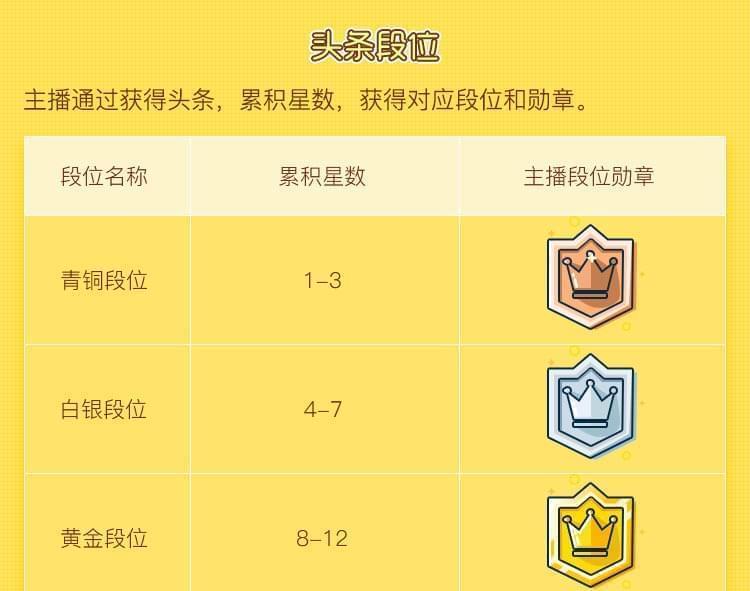 头条段位
主播通过获得头条，累积星数，获得对应段位和勋章。
段位名称 累积星数 主播段位勋章
青铜段位 1-3
白银段位 4-7
黄金段位 8-12